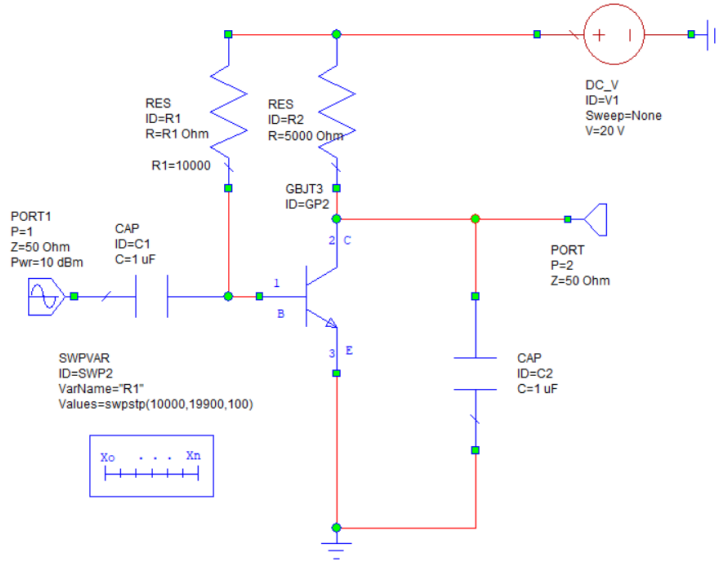 RES
ID=R1
R=R1 Ohm
R1=10000
RES
ID=R2
R=5000 Ohm
DC_V
ID=V1
Sweep=None
V=20 V
GBJT3
ID=GP2
2 C
1
B
3 E
PORT1
P=1
Z=50 Ohm
Pwr=10 dBm
CAP
ID=C1
C=1 uF
PORT
P=2
Z=50 Ohm
SWPVAR
ID=SWP2
VarName="R1"
Values=swpstp(10000,19900,100)
CAP
ID=C2
C=1 uF
Xo . . . Xn